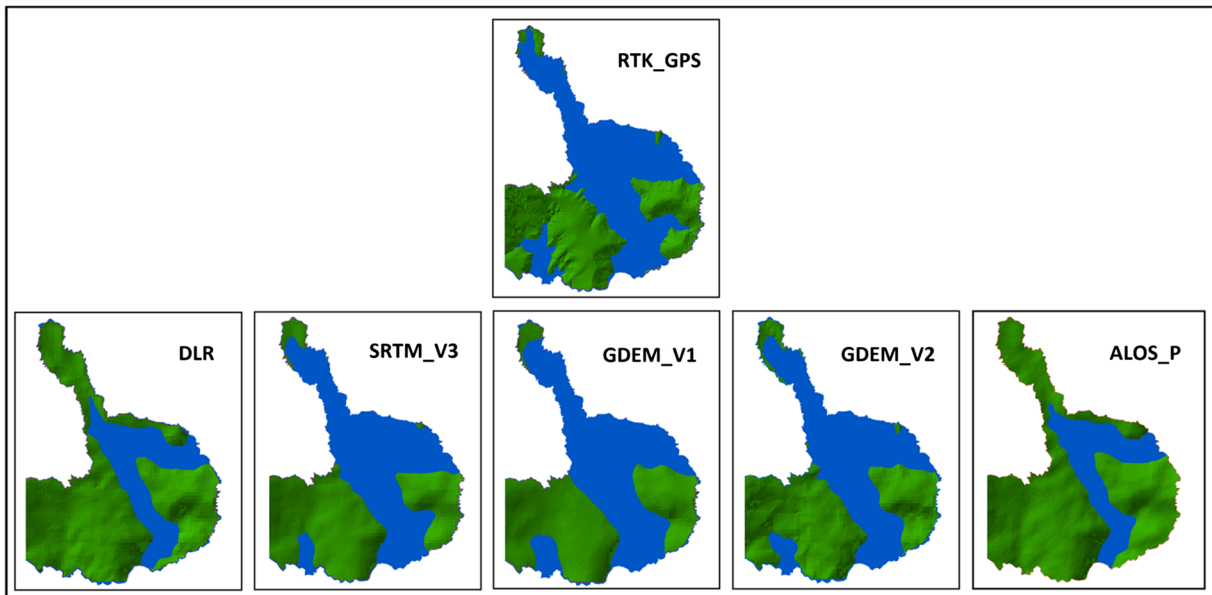 RTK_GPS
DLR
SRTM_V3
GDEM_V1
GDEM_V2
ALOS_P